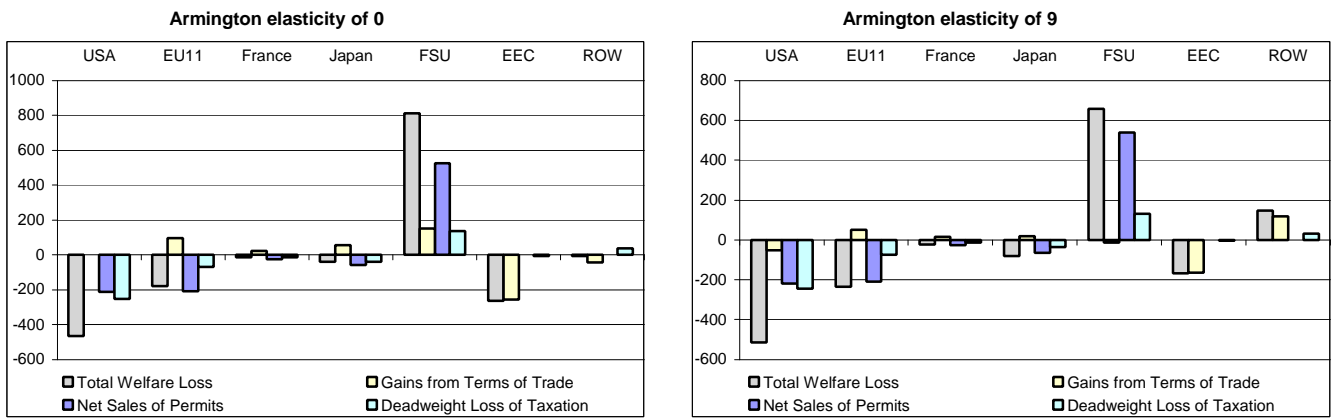 Armington elasticity of 0
USA EU11 France Japan FSU EEC ROW
1000
800
600
400
200
0
-200
-400
-600
Total Welfare Loss Gains from Terms of Trade
Net Sales of Permits Deadweight Loss of Taxation
Armington elasticity of 9
USA EU11 France Japan FSU EEC ROW
800
600
400
200
0
-200
-400
-600
Total Welfare Loss Gains from Terms of Trade
Net Sales of Permits Deadweight Loss of Taxation